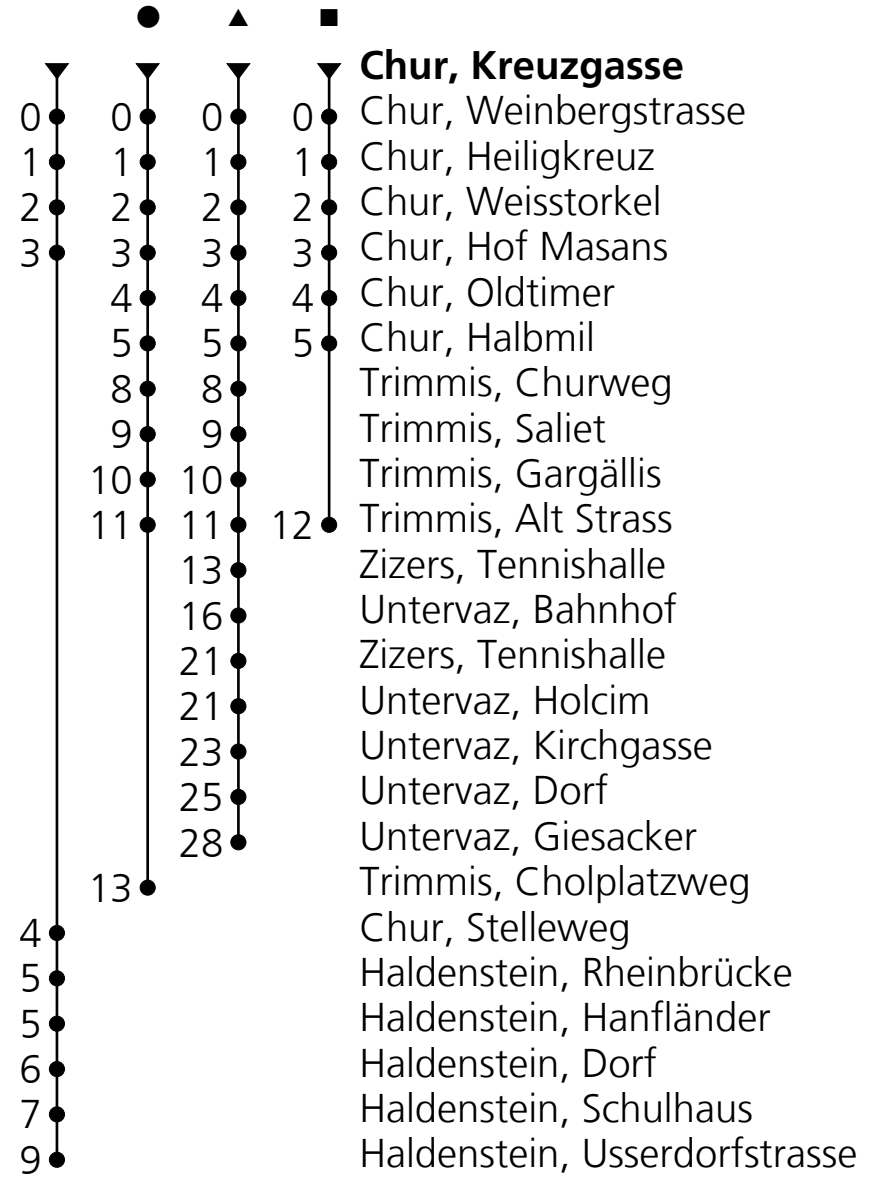 Chur, Kreuzgasse
0 0 0 0 Chur, Weinbergstrasse
1 1 1 1 Chur, Heiligkreuz
2 2 2 2 Chur, Weisstorkel
3 3 3 3 Chur, Hof Masans
4 4 4 Chur, Oldtimer
5 5 5 Chur, Halbmil
8 8 Trimmis, Churweg
9 9 Trimmis, Saliet
10 10 Trimmis, Gargällis
11 11 12 Trimmis, Alt Strass
13 Zizers, Tennishalle
16 Untervaz, Bahnhof
21 Zizers, Tennishalle
21 Untervaz, Holcim
23 Untervaz, Kirchgasse
25 Untervaz, Dorf
28 Untervaz, Giesacker
13 Trimmis, Cholplatzweg
4 Chur, Stelleweg
5 Haldenstein, Rheinbrücke
5 Haldenstein, Hanfländer
6 Haldenstein, Dorf
7 Haldenstein, Schulhaus
9 Haldenstein, Usserdorfstrasse